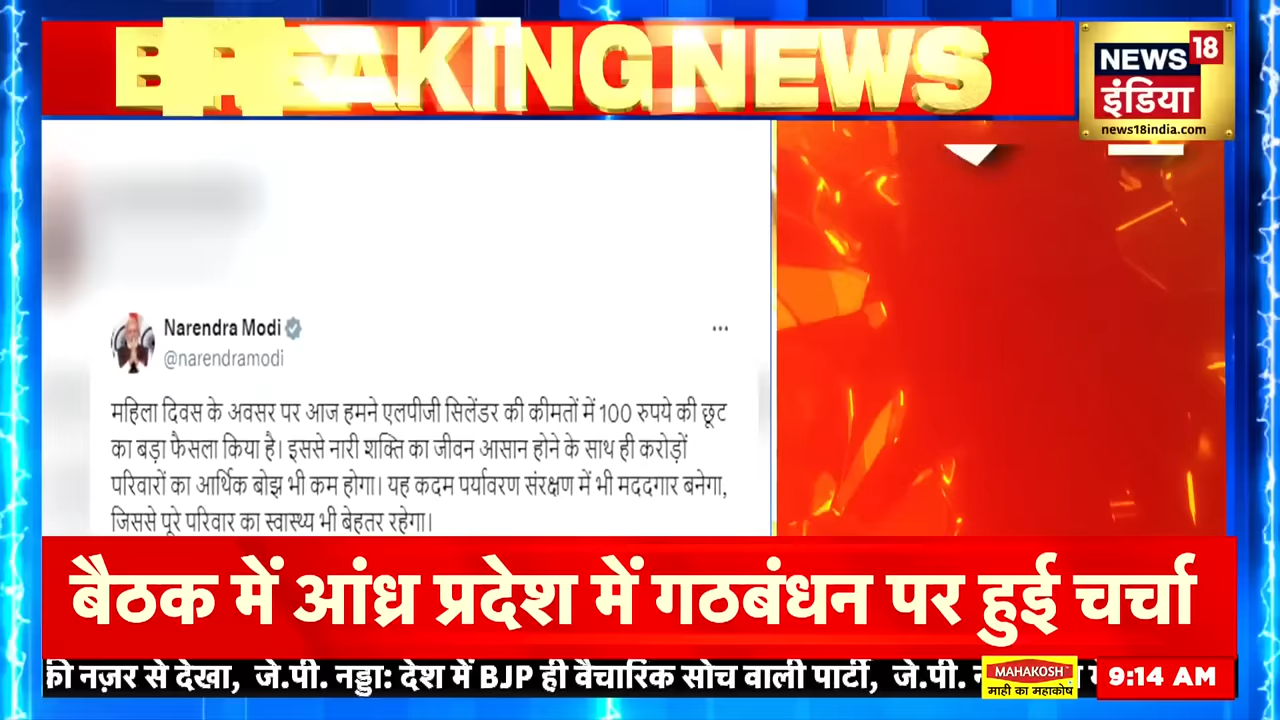 BREAKING NEWS
NEWS 18
इंडिया
news18india.com
Narendra Modi
@narendramodi
महिला दिवस के अवसर पर आज हमने एलपीजी सिलेंडर की कीमतों में 100 रुपये की छूट
का बड़ा फैसला किया है। इससे नारी शक्ति का जीवन आसान होने के साथ ही करोड़ों
परिवारों का आर्थिक बोझ भी कम होगा। यह कदम पर्यावरण संरक्षण में भी मददगार बनेगा,
जिससे पूरे परिवार का स्वास्थ्य भी बेहतर रहेगा।
बैठक में आंध्र प्रदेश में गठबंधन पर हुई चर्चा
की नज़र से देखा, जे.पी. नड्डा: देश में BJP ही वैचारिक सोच वाली पार्टी, जे.पी.
MAHAKOSH
माही का महाकोष
9:14 AM